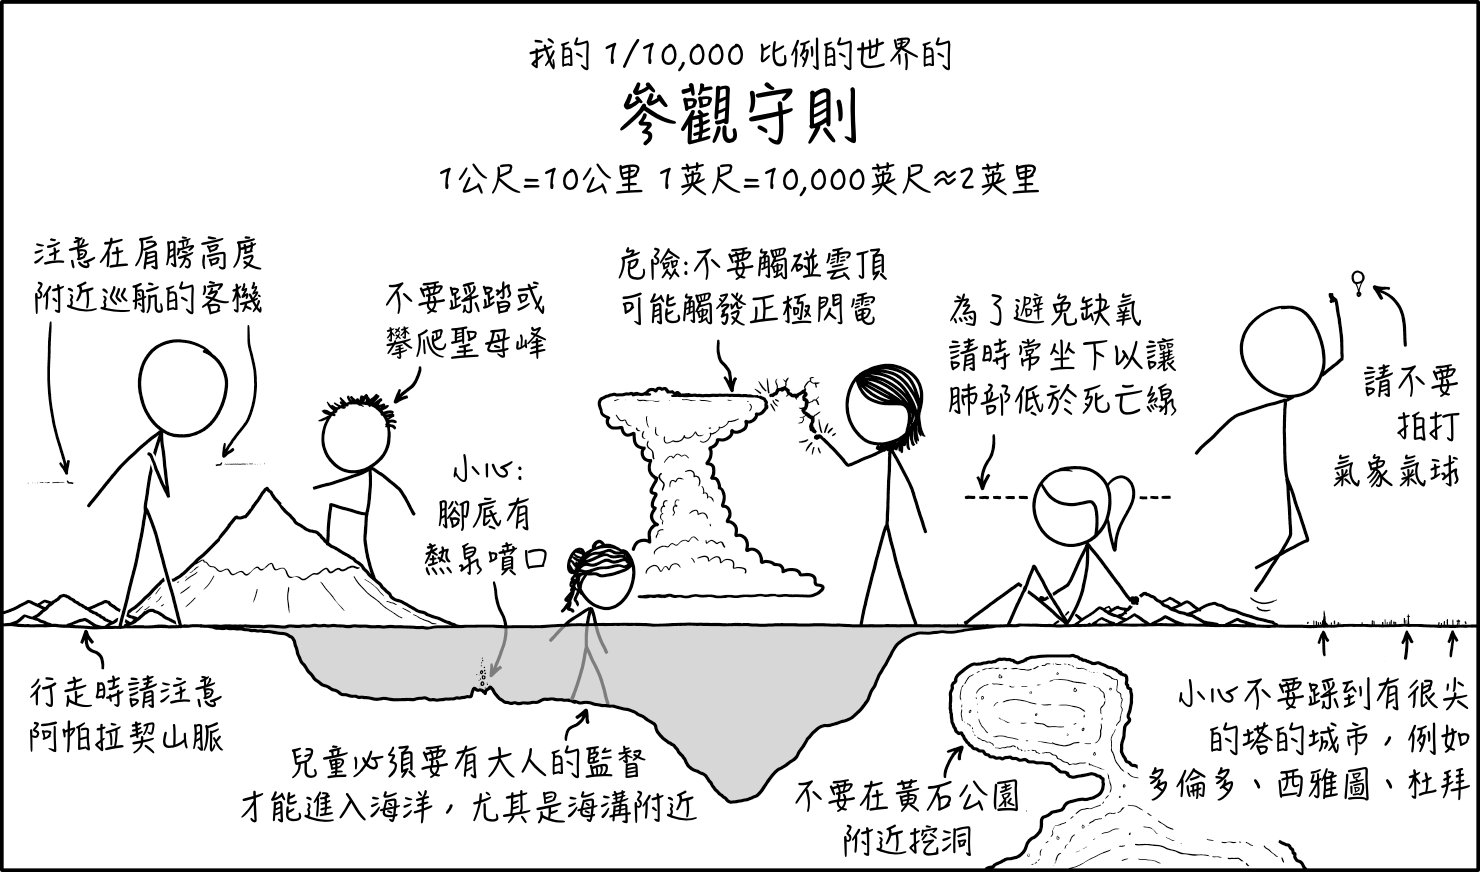 我的 1/10,000 比例的世界的
參觀守則
1公尺=10公里 1英尺=10,000英尺≈2英里
注意在肩膀高度
附近巡航的客機
不要踩踏或
攀爬聖母峰
小心:
腳底有
熱泉噴口
危險:不要觸碰雲頂
可能觸發正極閃電
為了避免缺氧
請時常坐下以讓
肺部低於死亡線
請不要
拍打
氣象氣球
行走時請注意
阿帕拉契山脈
兒童必須要有大人的監督
才能進入海洋，尤其是海溝附近
不要在黃石公園
附近挖洞
小心不要踩到有很尖
的塔的城市，例如
多倫多、西雅圖、杜拜